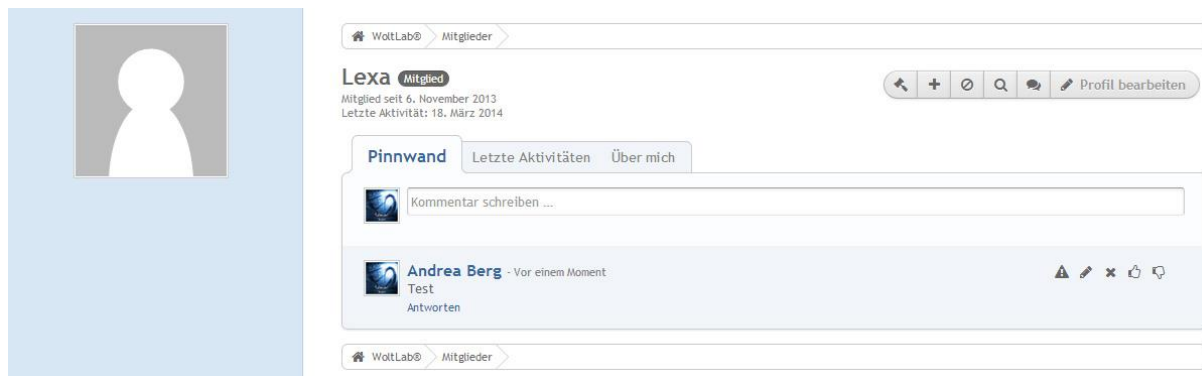 WoltLab® Mitglieder
Lexa Mitglied
Mitglied seit 6. November 2013
Letzte Aktivität: 18. März 2014
Profil bearbeiten
Pinnwand Letzte Aktivitäten Über mich
Kommentar schreiben ...
Andrea Berg - Vor einem Moment
Test
Antworten
WoltLab® Mitglieder